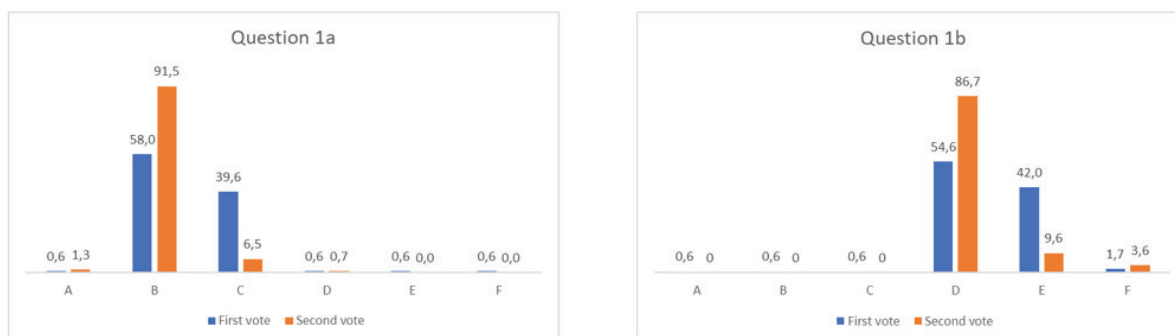 Question 1a
91,5
58,0
39,6
6,5
0,6 1,3
0,6 0,7
0,6 0,0
0,6 0,0
A B C D E F
First vote Second vote
Question 1b
86,7
54,6
42,0
9,6
0,6 0
0,6 0
0,6 0
1,7 3,6
A B C D E F
First vote Second vote